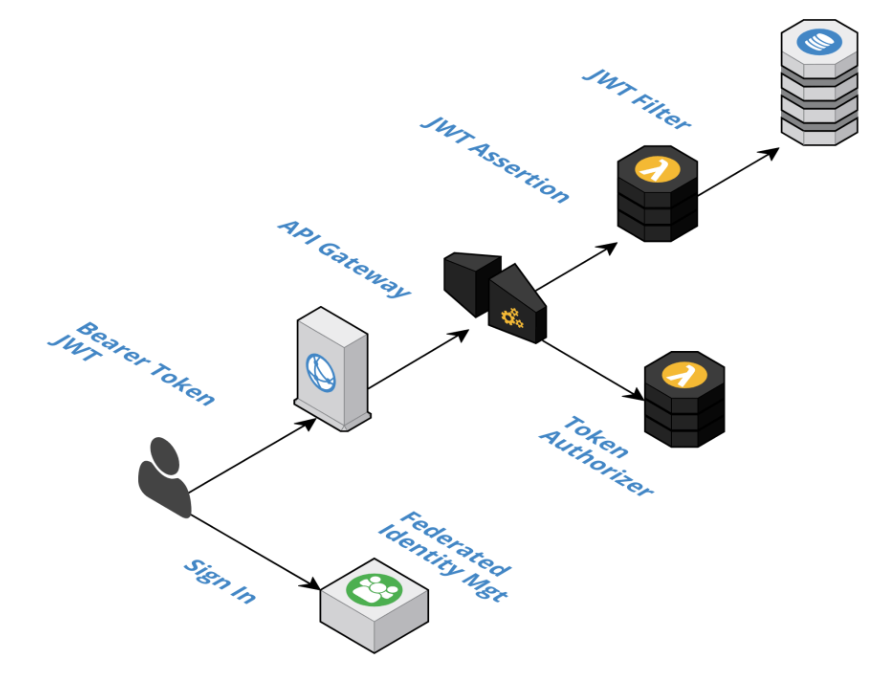 JWT Filter
JWT Assertion
API Gateway
Bearer Token
JWT
Token
Authorizer
Federated
Identity Mgt
Sign In